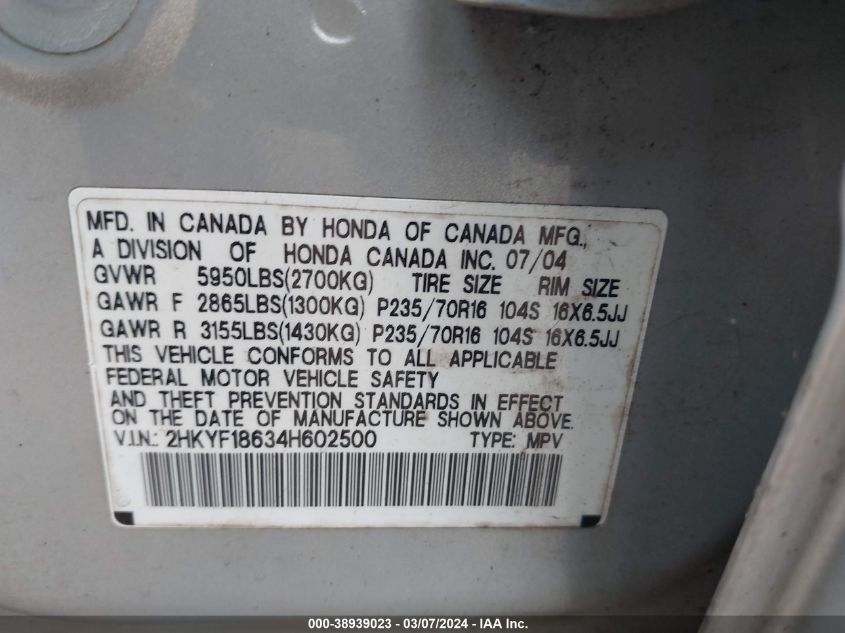 MFD. IN CANADA BY HONDA OF CANADA MFG.,
A DIVISION OF HONDA CANADA INC. 07/04
GVWR 5950LBS(2700KG) TIRE SIZE RIM SIZE
GAWR F 2865LBS(1300KG) P235/70R16 104S 16X6.5JJ
GAWR R 3155LBS(1430KG) P235/70R16 104S 16X6.5JJ
THIS VEHICLE CONFORMS TO ALL APPLICABLE
FEDERAL MOTOR VEHICLE SAFETY
AND THEFT PREVENTION STANDARDS IN EFFECT
ON THE DATE OF MANUFACTURE SHOWN ABOVE.
V.I.N.: 2HKYF18634H602500 TYPE: MPV
000-38939023 - 03/07/2024 - IAA Inc.